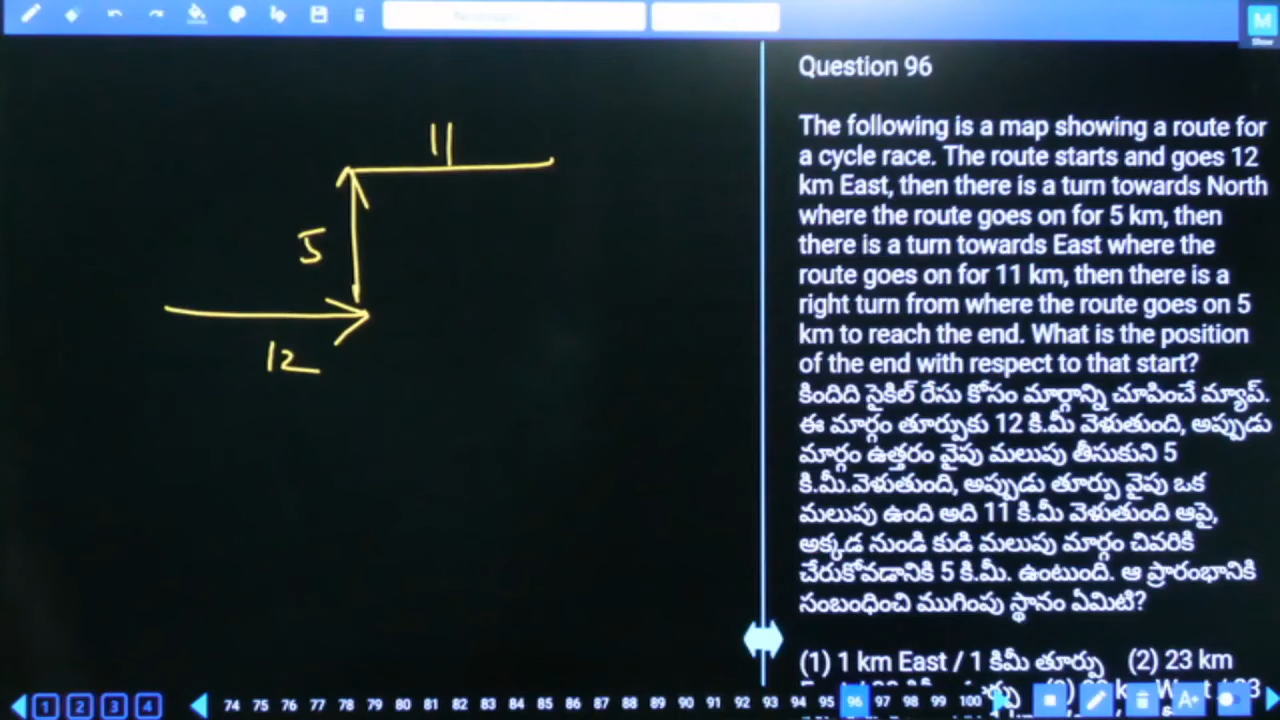 M
Show
Question 96
11
The following is a map showing a route for
a cycle race. The route starts and goes 12
km East, then there is a turn towards North
where the route goes on for 5 km, then
5
there is a turn towards East where the
route goes on for 11 km, then there is a
right turn from where the route goes on 5
km to reach the end. What is the position
12
of the end with respect to that start?
కిందిది సైకిల్ రేసు కోసం మార్గాన్ని చూపించే మ్యాప్.
ఈ మార్గం తూర్పుకు 12 కి.మీ వెళుతుంది, అప్పుడు
మార్గం ఉత్తరం వైపు మలుపు తీసుకుని 5
కి.మీ.వెళుతుంది, అప్పుడు తూర్పు వైపు ఒక
మలుపు ఉంది అది 11 కి.మీ వెళుతుంది ఆపై,
అక్కడ నుండి కుడి మలుపు మార్గం చివరికి
చేరుకోవడానికి 5 కి.మీ. ఉంటుంది. ఆ ప్రారంభానికి
సంబంధించి ముగింపు స్థానం ఏమిటి?
(1) 1 km East / 1 కిమీ తూర్పు (2) 23 km
1 2 3 4 74 75 76 77 78 79 80 81 82 83 84 85 86 87 88 89 90 91 92 93 94 95 96 97 98 99 100 A+